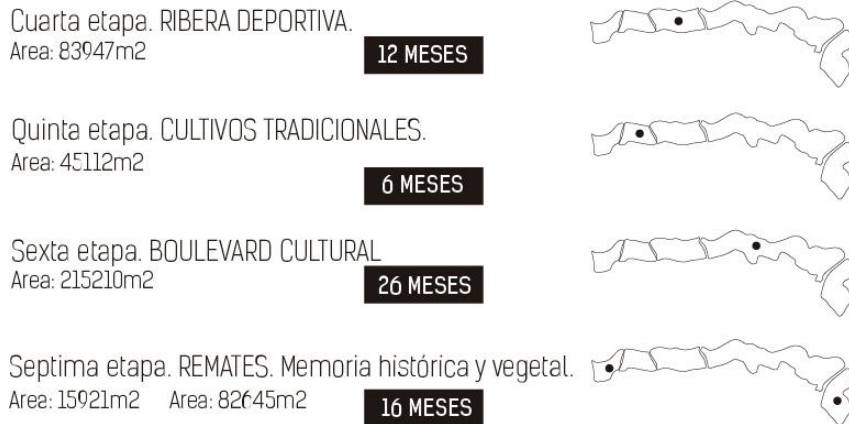 Cuarta etapa. RIBERA DEPORTIVA.
Area: 83947m2
12 MESES
Quinta etapa. CULTIVOS TRADICIONALES.
Area: 45112m2
6 MESES
Sexta etapa. BOULEVARD CULTURAL
Area: 215210m2
26 MESES
Septima etapa. REMATES. Memoria histórica y vegetal.
Area: 15921m2 Area: 82645m2
16 MESES